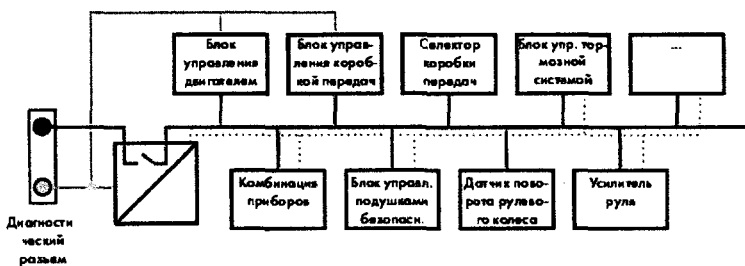 Блок
управления
двигателем
Блок управ-
ления короб-
кой передач
Селектор
коробки
передач
Блок упр. тор-
мозной
системой
...
Комбинация
приборов
Блок управл.
подушками
безопасн.
Датчик пово-
рота рулево-
го колеса
Усилитель
руля
Диагности
ческий
разъем